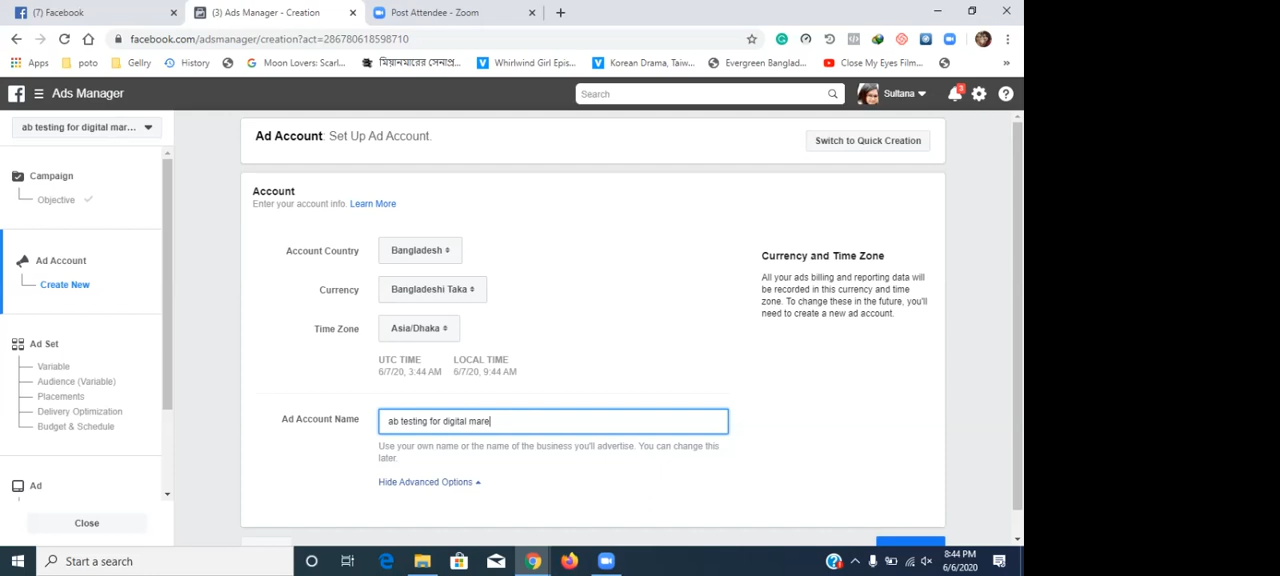 (7) Facebook
(3) Ads Manager - Creation
Post Attendee - Zoom
facebook.com/adsmanager/creation?act=286780618598710
Apps
poto
Gellry
History
Moon Lovers: Scarl...
মিয়ানমারের সেনাপ্র...
Whirlwind Girl Epis...
Korean Drama, Taiw...
Evergreen Banglad...
Close My Eyes Film...
Ads Manager
Search
Sultana
3
ab testing for digital mar...
Ad Account: Set Up Ad Account.
Switch to Quick Creation
Campaign
Objective
Ad Account
Create New
Ad Set
Variable
Audience (Variable)
Placements
Delivery Optimization
Budget & Schedule
Ad
Close
Account
Enter your account info. Learn More
Account Country
Bangladesh
Currency
Bangladeshi Taka
Time Zone
Asia/Dhaka
UTC TIME
LOCAL TIME
6/7/20, 3:44 AM
6/7/20, 9:44 AM
Currency and Time Zone
All your ads billing and reporting data will
be recorded in this currency and time
zone. To change these in the future, you'll
need to create a new ad account.
Ad Account Name
ab testing for digital mare
Use your own name or the name of the business you'll advertise. You can change this
later.
Hide Advanced Options
Start a search
8:44 PM
6/6/2020